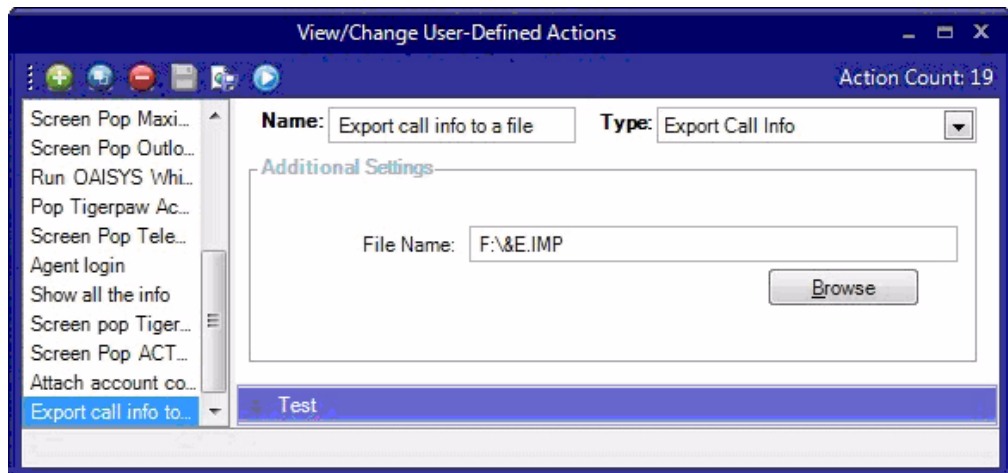 View/Change User-Defined Actions
Action Count: 19
Screen Pop Maxi...
Screen Pop Outlo...
Run OAISYS Whi...
Pop Tigerpaw Ac...
Screen Pop Tele...
Agent login
Show all the info
Screen pop Tiger...
Screen Pop ACT...
Attach account co...
Export call info to...
Name: Export call info to a file Type: Export Call Info
Additional Settings
File Name: F:\&E.IMP
Browse
Test